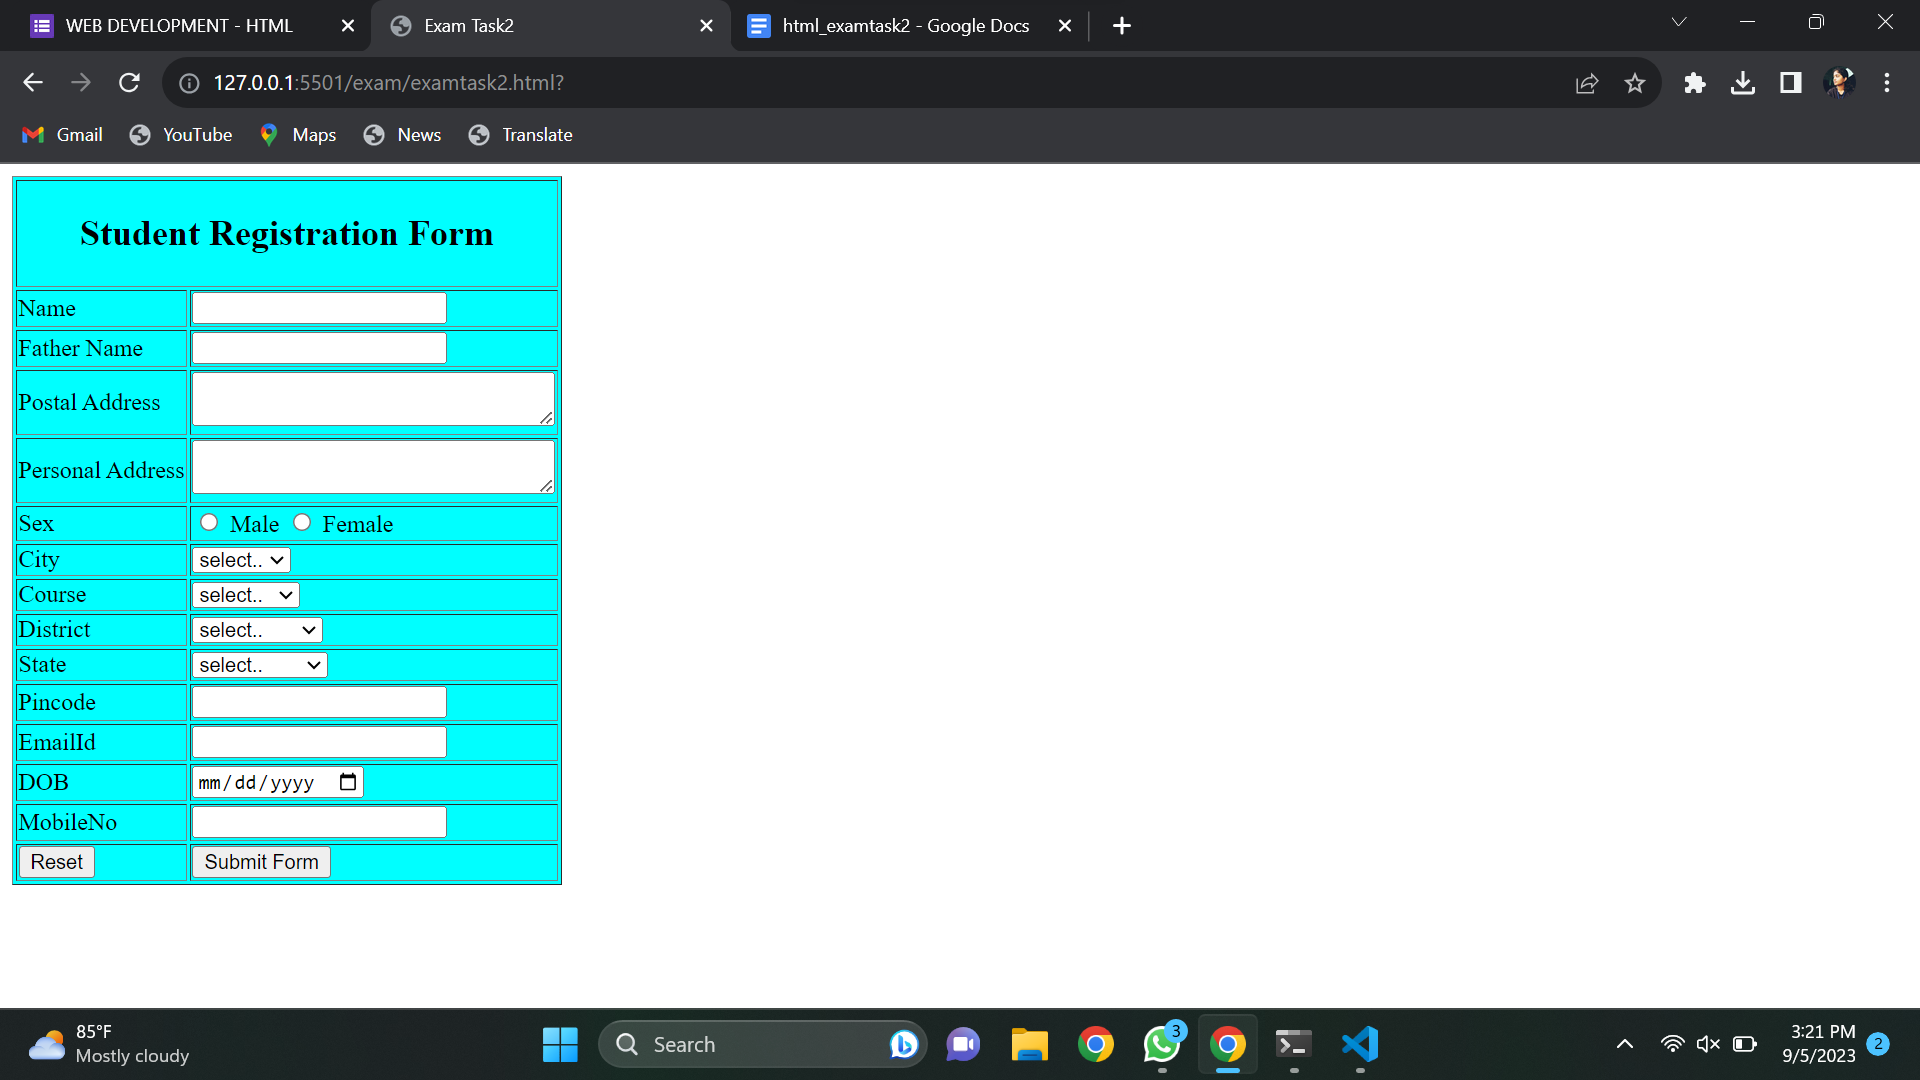 WEB DEVELOPMENT - HTML
Exam Task2
html_examtask2 - Google Docs
127.0.0.1:5501/exam/examtask2.html?
Gmail YouTube Maps News Translate
Student Registration Form
Name
Father Name
Postal Address
Personal Address
Sex Male Female
City select..
Course select..
District select..
State select..
Pincode
EmailId
DOB mm/dd/yyyy
MobileNo
Reset Submit Form
85°F
Mostly cloudy
Search
3
3:21 PM
9/5/2023
2